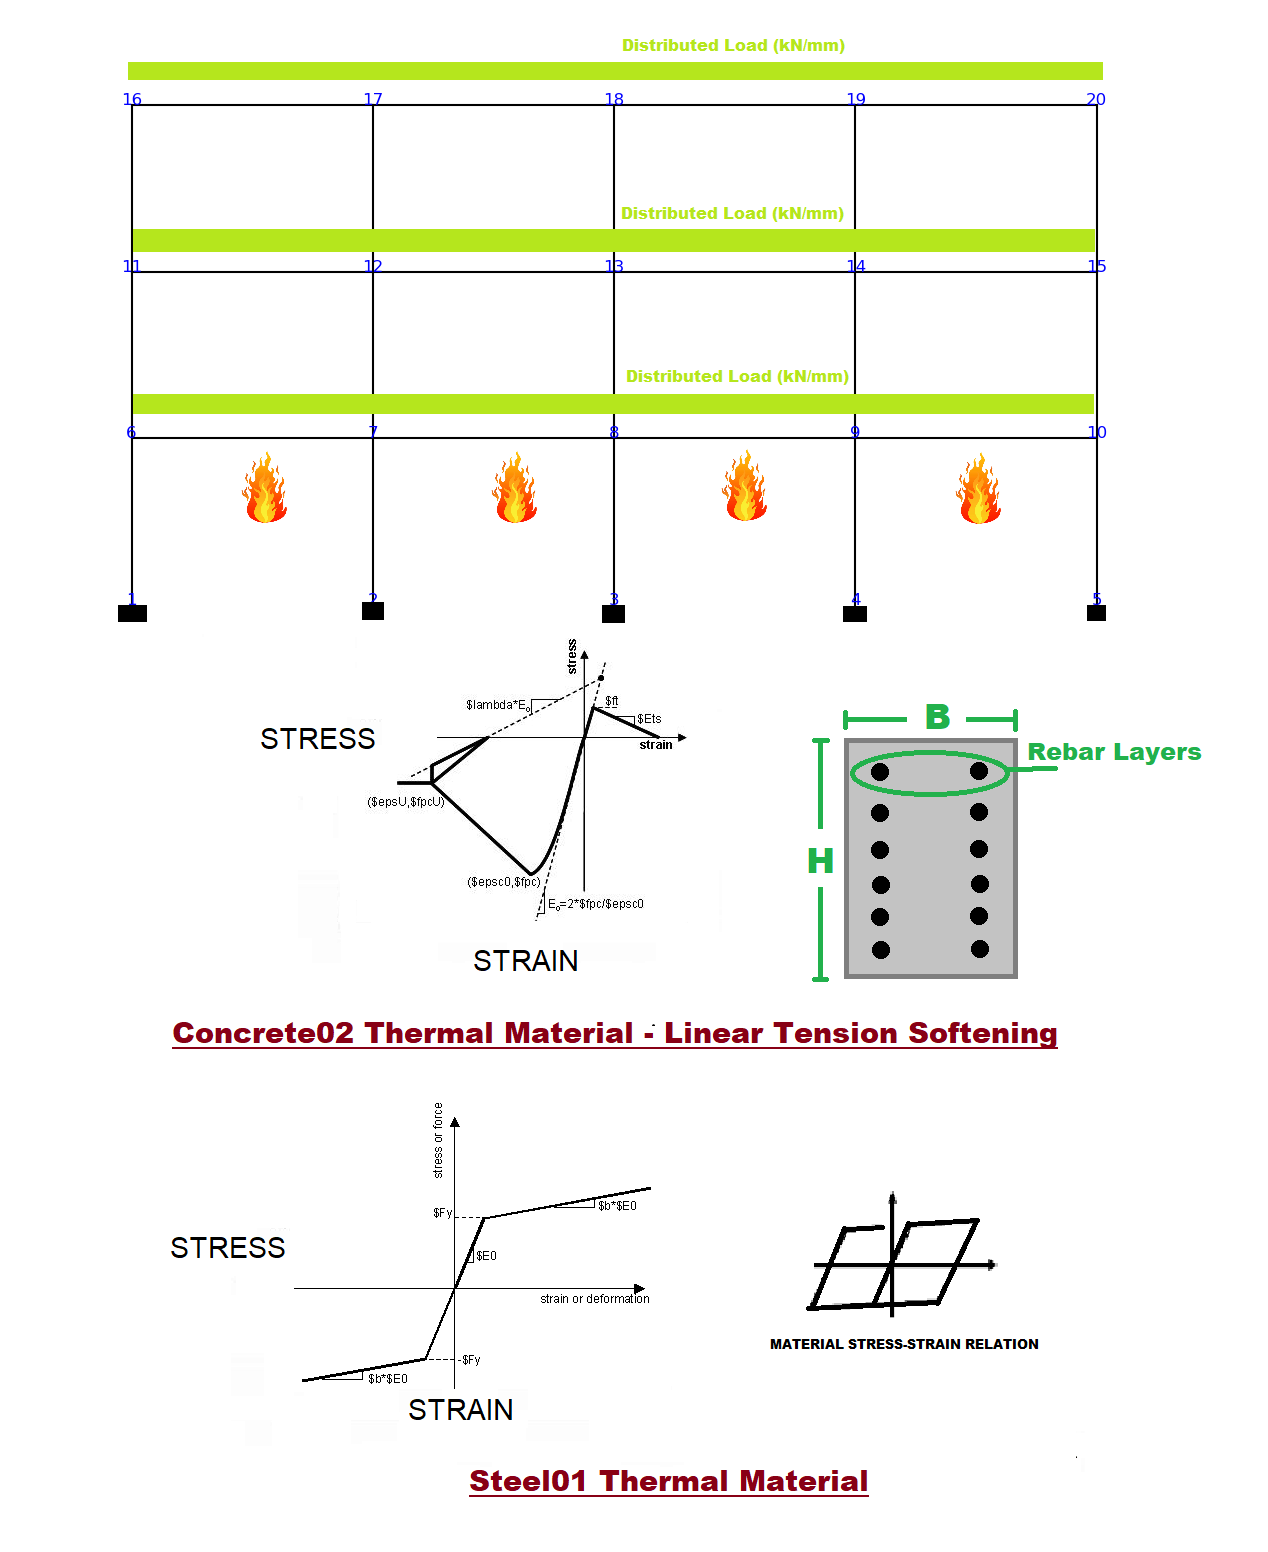 Distributed Load (kN/mm)
16 17 18 19 20
Distributed Load (kN/mm)
11 12 13 14 15
Distributed Load (kN/mm)
6 7 8 9 10
1 2 3 4 5
stress
$lambda*E₀
$ft
$Ets
STRESS
strain
($epsU,$fpcU)
($epsc0,$fpc)
E₀=2*$fpc/$epsc0
STRAIN
B
Rebar Layers
H
Concrete02 Thermal Material - Linear Tension Softening
stress or force
$Fy
$b*$E0
STRESS
$E0
strain or deformation
-$Fy
$b*$E0
STRAIN
MATERIAL STRESS-STRAIN RELATION
Steel01 Thermal Material